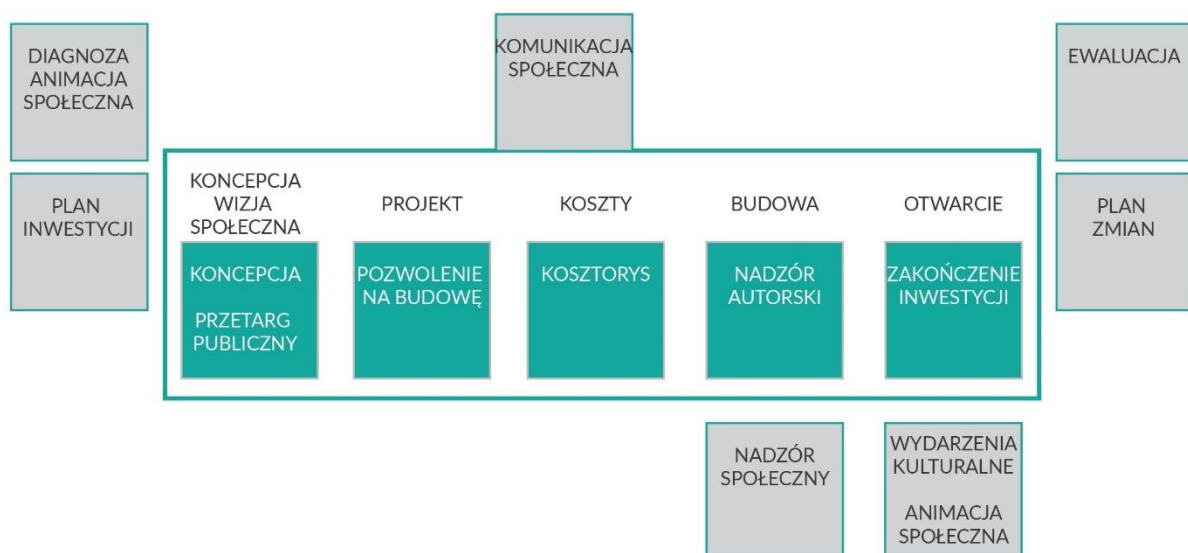 DIAGNOZA
ANIMACJA
SPOŁECZNA
PLAN
INWESTYCJI
KOMUNIKACJA
SPOŁECZNA
EWALUACJA
PLAN
ZMIAN
KONCEPCJA
WIZJA
SPOŁECZNA
PROJEKT
KOSZTY
BUDOWA
OTWARCIE
KONCEPCJA
PRZETARG
PUBLICZNY
POZWOLENIE
NA BUDOWĘ
KOSZTORYS
NADZÓR
AUTORSKI
ZAKOŃCZENIE
INWESTYCJI
NADZÓR
SPOŁECZNY
WYDARZENIA
KULTURALNE
ANIMACJA
SPOŁECZNA